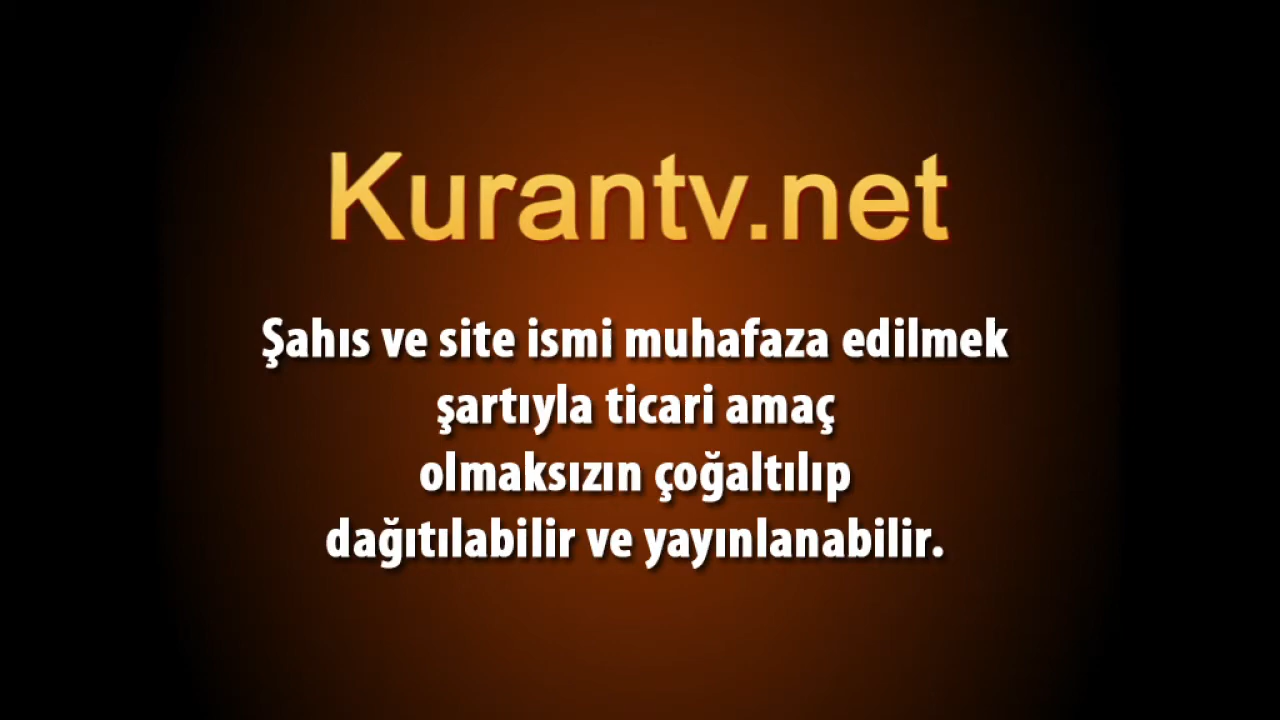 Kurantv.net
Şahıs ve site ismi muhafaza edilmek
şartıyla ticari amaç
olmaksızın çoğaltılıp
dağıtılabilir ve yayınlanabilir.